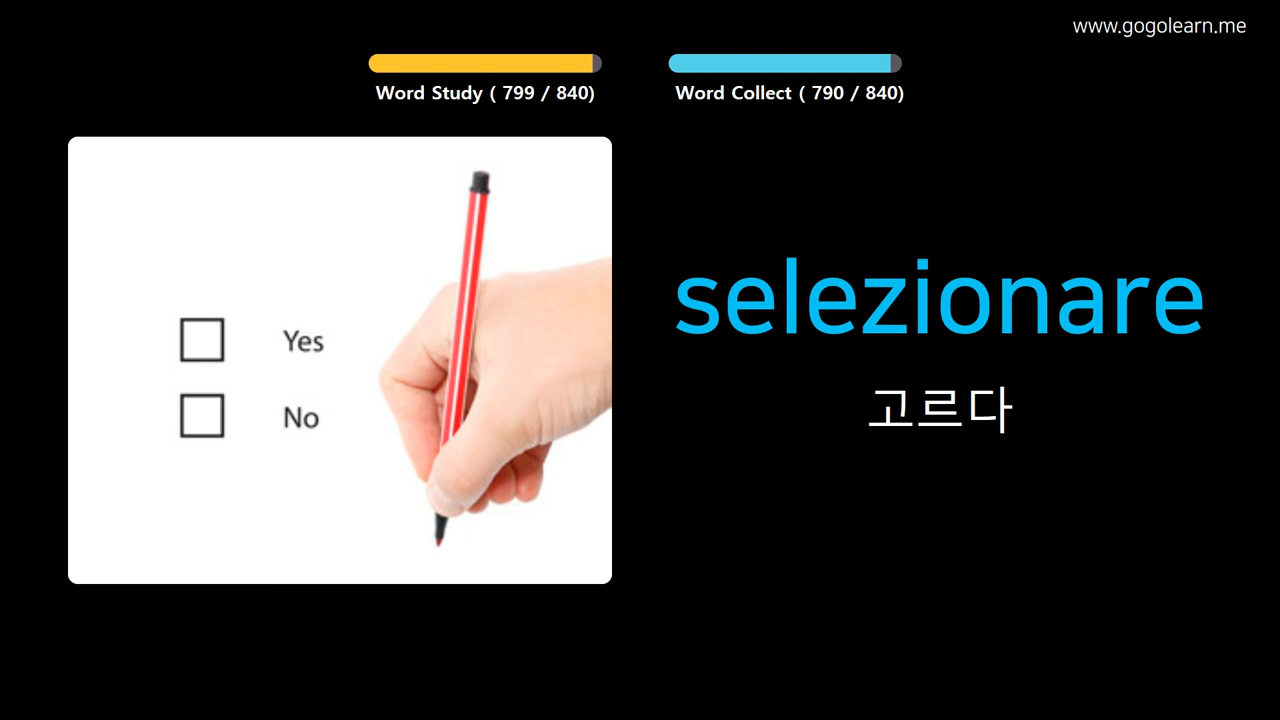 www.gogolearn.me
Word Study ( 799 / 840)
Word Collect ( 790 / 840)
Yes
No
selezionare
고르다